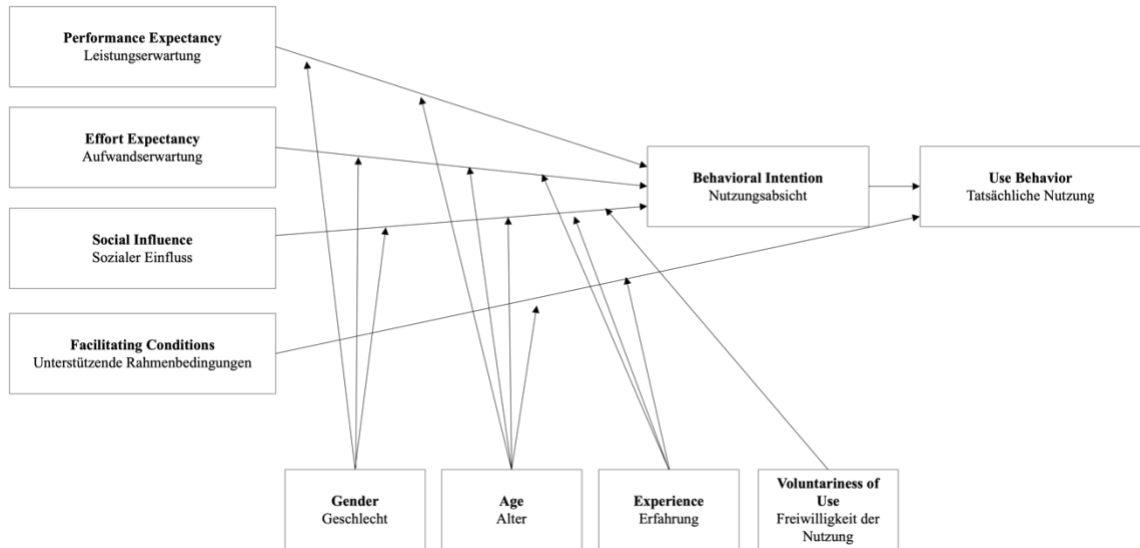 Performance Expectancy
Leistungserwartung
Effort Expectancy
Aufwandserwartung
Social Influence
Sozialer Einfluss
Facilitating Conditions
Unterstützende Rahmenbedingungen
Behavioral Intention
Nutzungsabsicht
Use Behavior
Tatsächliche Nutzung
Gender
Geschlecht
Age
Alter
Experience
Erfahrung
Voluntariness of
Use
Freiwilligkeit der
Nutzung